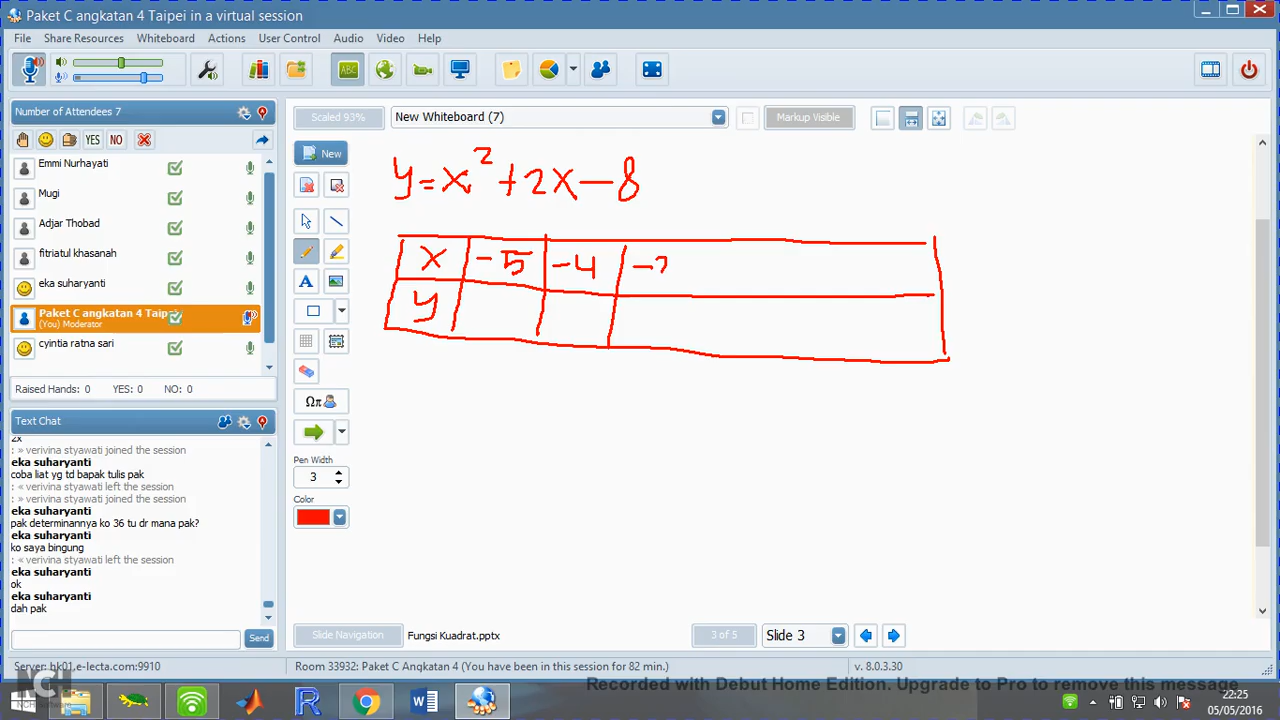 Paket C angkatan 4 Taipei in a virtual session
File Share Resources Whiteboard Actions User Control Audio Video Help
ABC
Number of Attendees 7
YES NO
Emmi Nurhayati
Mugi
Adjar Thobad
fitriatul khasanah
eka suharyanti
Paket C angkatan 4 Taip
(You) Moderator
cyintia ratna sari
Raised Hands: 0 YES: 0 NO: 0
Text Chat
2x
: » verivina styawati joined the session
eka suharyanti
coba liat yg td bapak tulis pak
: « verivina styawati left the session
: » verivina styawati joined the session
eka suharyanti
pak determinannya ko 36 tu dr mana pak?
eka suharyanti
ko saya bingung
: « verivina styawati left the session
eka suharyanti
ok
eka suharyanti
dah pak
Send
Scaled 93%
New Whiteboard (7)
Markup Visible
New
A
Ωπ
Pen Width
3
Color
y=x²+2x-8
x -5 -4
y
Slide Navigation Fungsi Kuadrat.pptx 3 of 5 Slide 3
Server: bk01.e-lecta.com:9910 Room 33932: Paket C Angkatan 4 (You have been in this session for 82 min.) v. 8.0.3.30
Recorded with Debut Home Edition. Upgrade to Pro to remove this message
NCH Software
22:25
05/05/2016